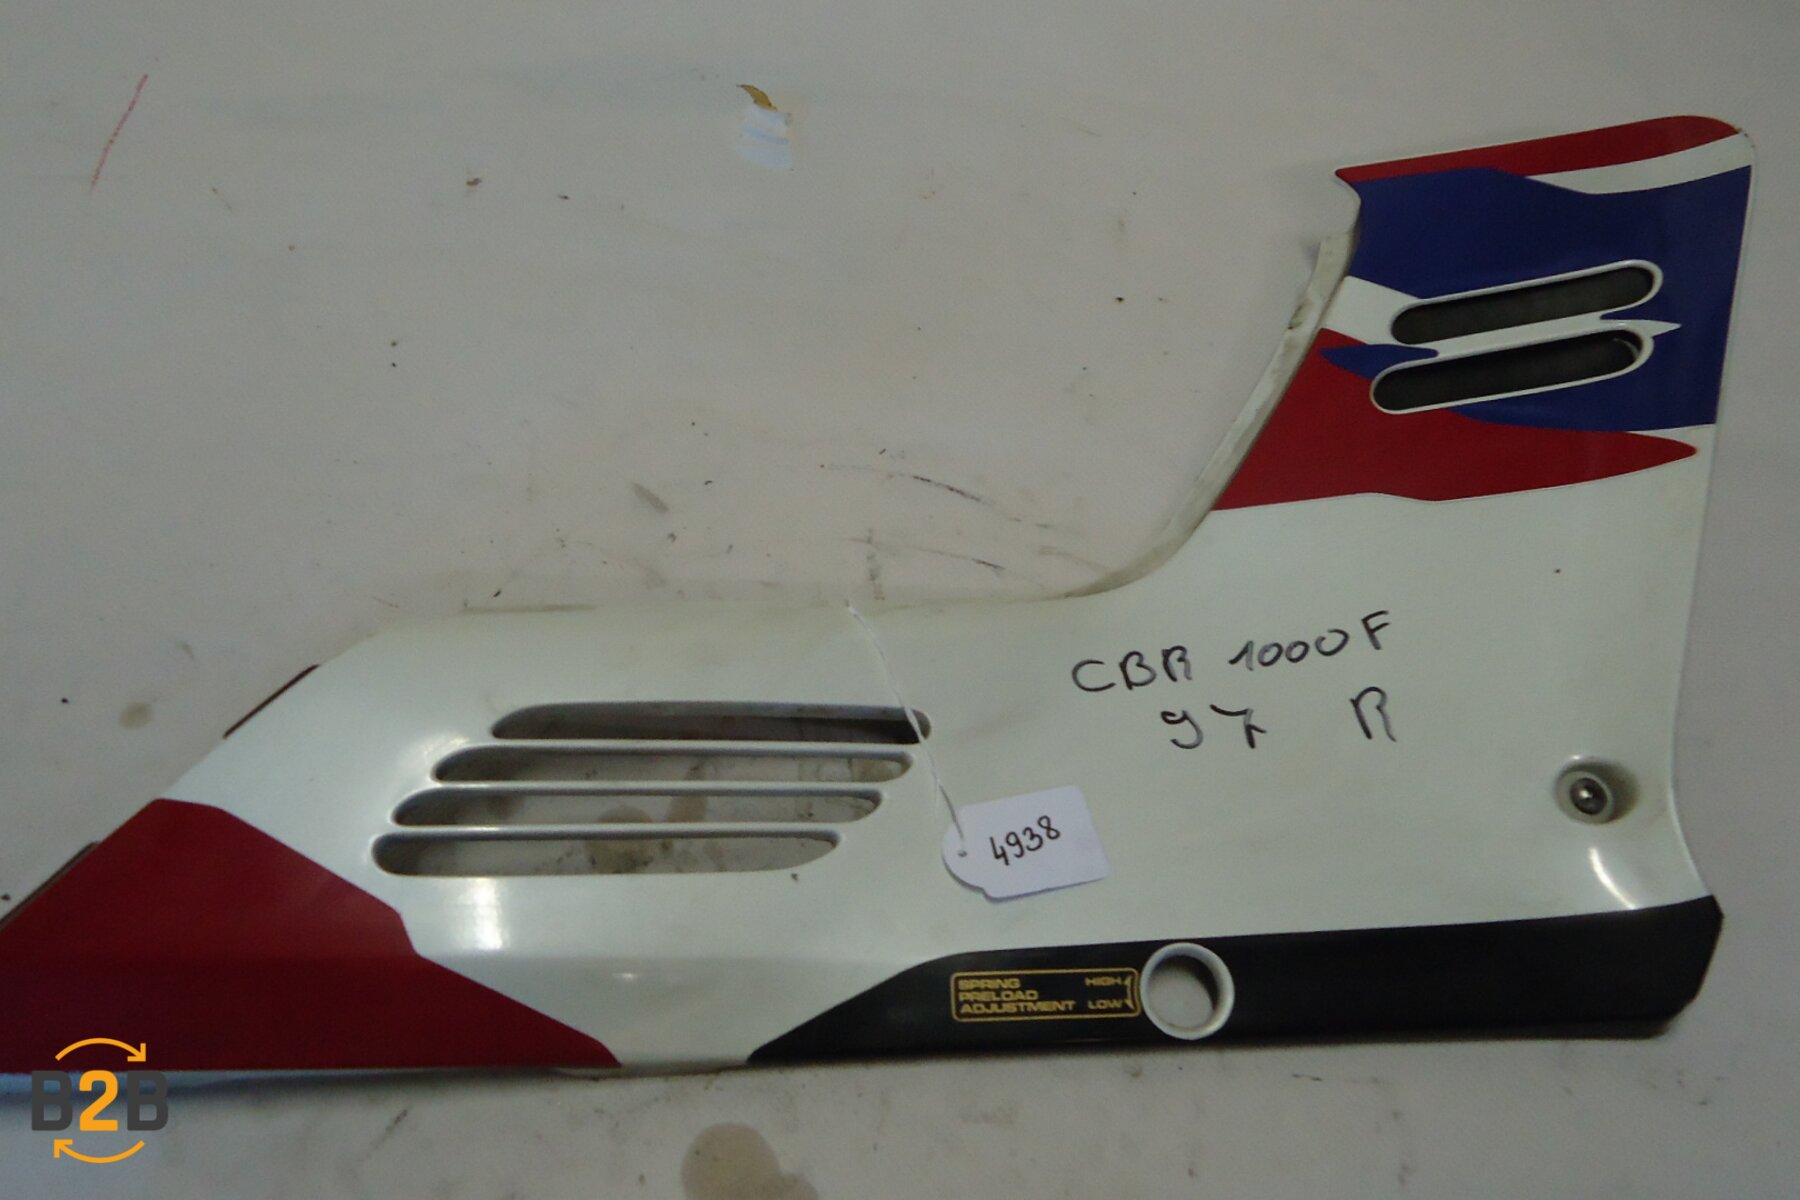 CBR 1000F
97 R
4938
SPRING
PRELOAD
ADJUSTMENT
HIGH
LOW
B2B